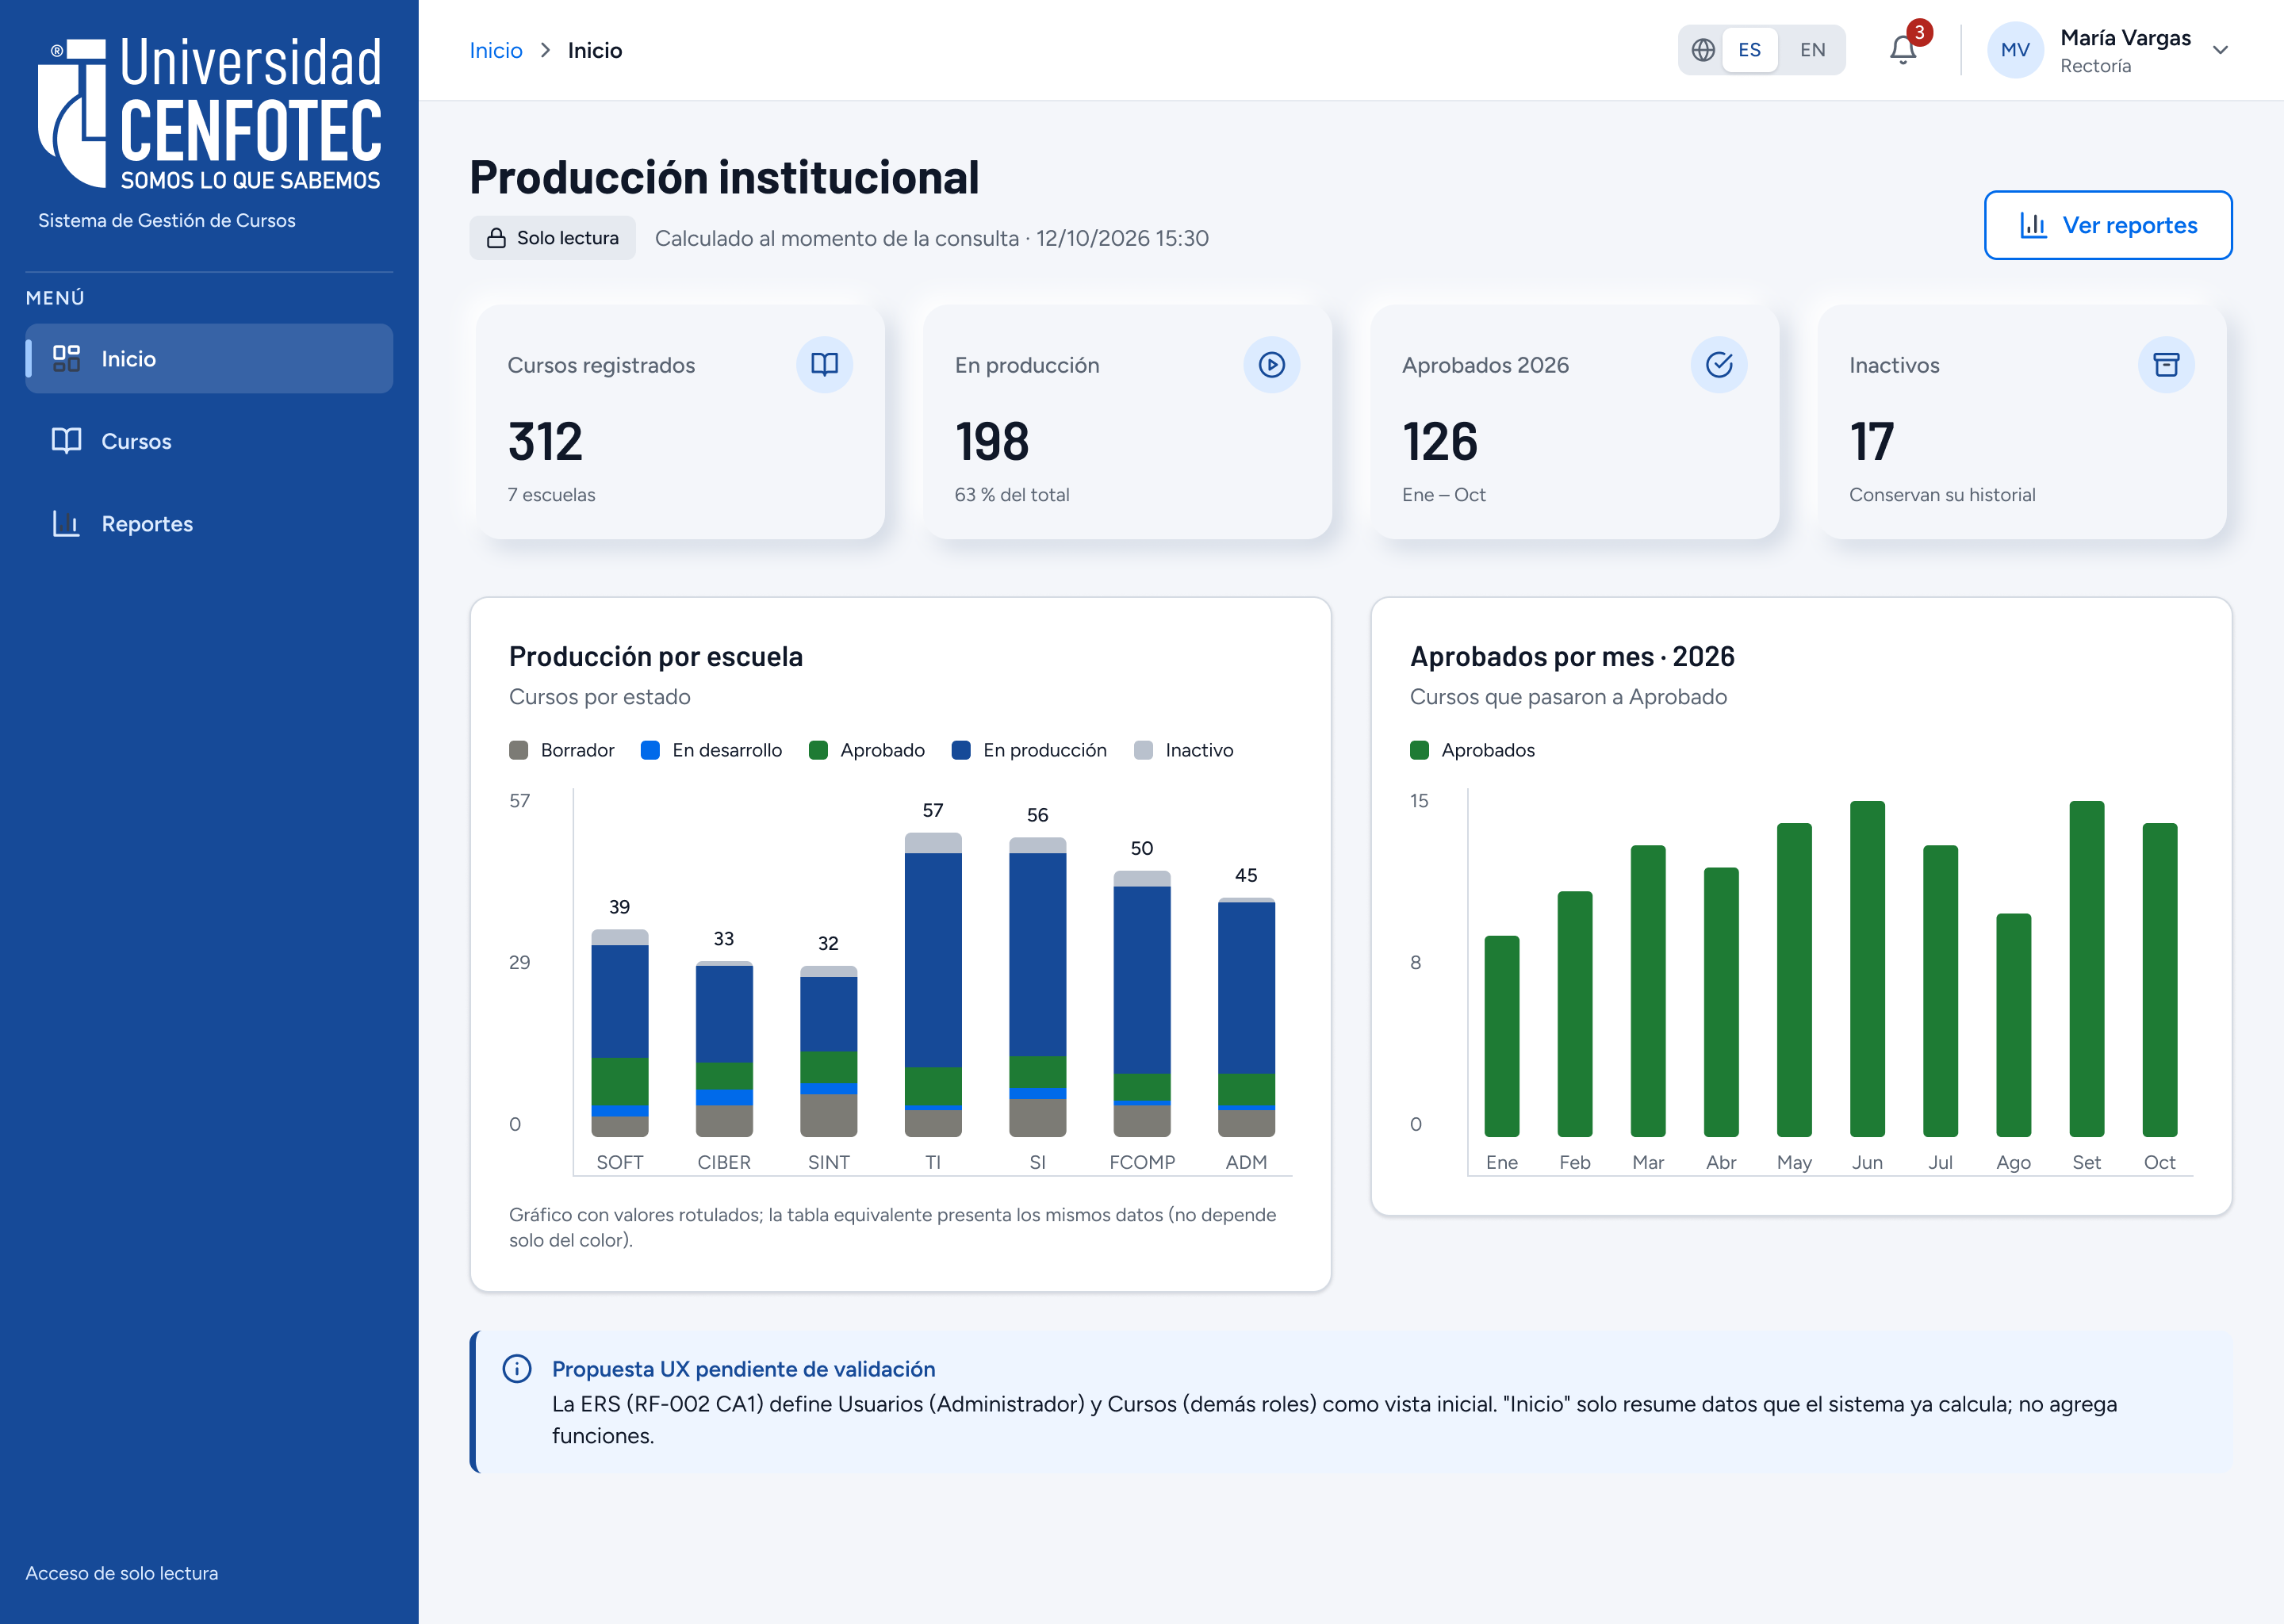 ®
Universidad
CENFOTEC
SOMOS LO QUE SABEMOS
Sistema de Gestión de Cursos
MENÚ
Inicio
Cursos
Reportes
Acceso de solo lectura
Inicio > Inicio
ES EN
3
MV
María Vargas
Rectoría
Producción institucional
Solo lectura
Calculado al momento de la consulta · 12/10/2026 15:30
Ver reportes
Cursos registrados
312
7 escuelas
En producción
198
63 % del total
Aprobados 2026
126
Ene – Oct
Inactivos
17
Conservan su historial
Producción por escuela
Cursos por estado
Borrador En desarrollo Aprobado En producción Inactivo
57
29
0
39 33 32 57 56 50 45
SOFT CIBER SINT TI SI FCOMP ADM
Gráfico con valores rotulados; la tabla equivalente presenta los mismos datos (no depende
solo del color).
Aprobados por mes · 2026
Cursos que pasaron a Aprobado
Aprobados
15
8
0
Ene Feb Mar Abr May Jun Jul Ago Set Oct
Propuesta UX pendiente de validación
La ERS (RF-002 CA1) define Usuarios (Administrador) y Cursos (demás roles) como vista inicial. "Inicio" solo resume datos que el sistema ya calcula; no agrega
funciones.